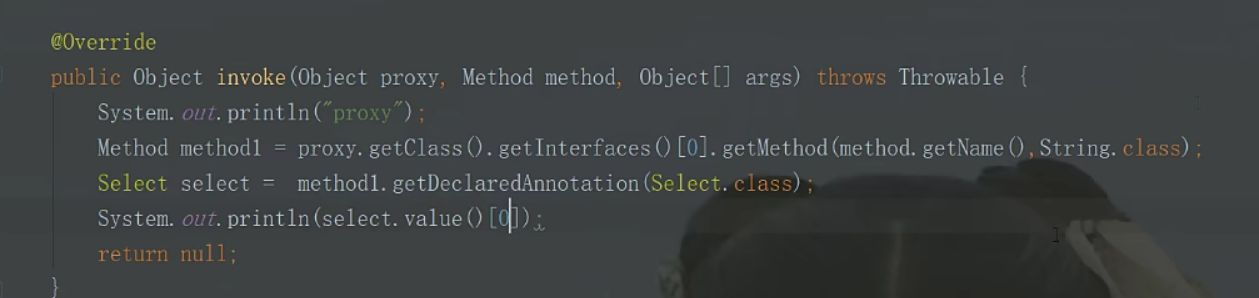 @Override
public Object invoke(Object proxy, Method method, Object[] args) throws Throwable {
System.out.println("proxy");
Method method1 = proxy.getClass().getInterfaces()[0].getMethod(method.getName(),String.class);
Select select =  method1.getDeclaredAnnotation(Select.class);
System.out.println(select.value()[0]);
return null;
}